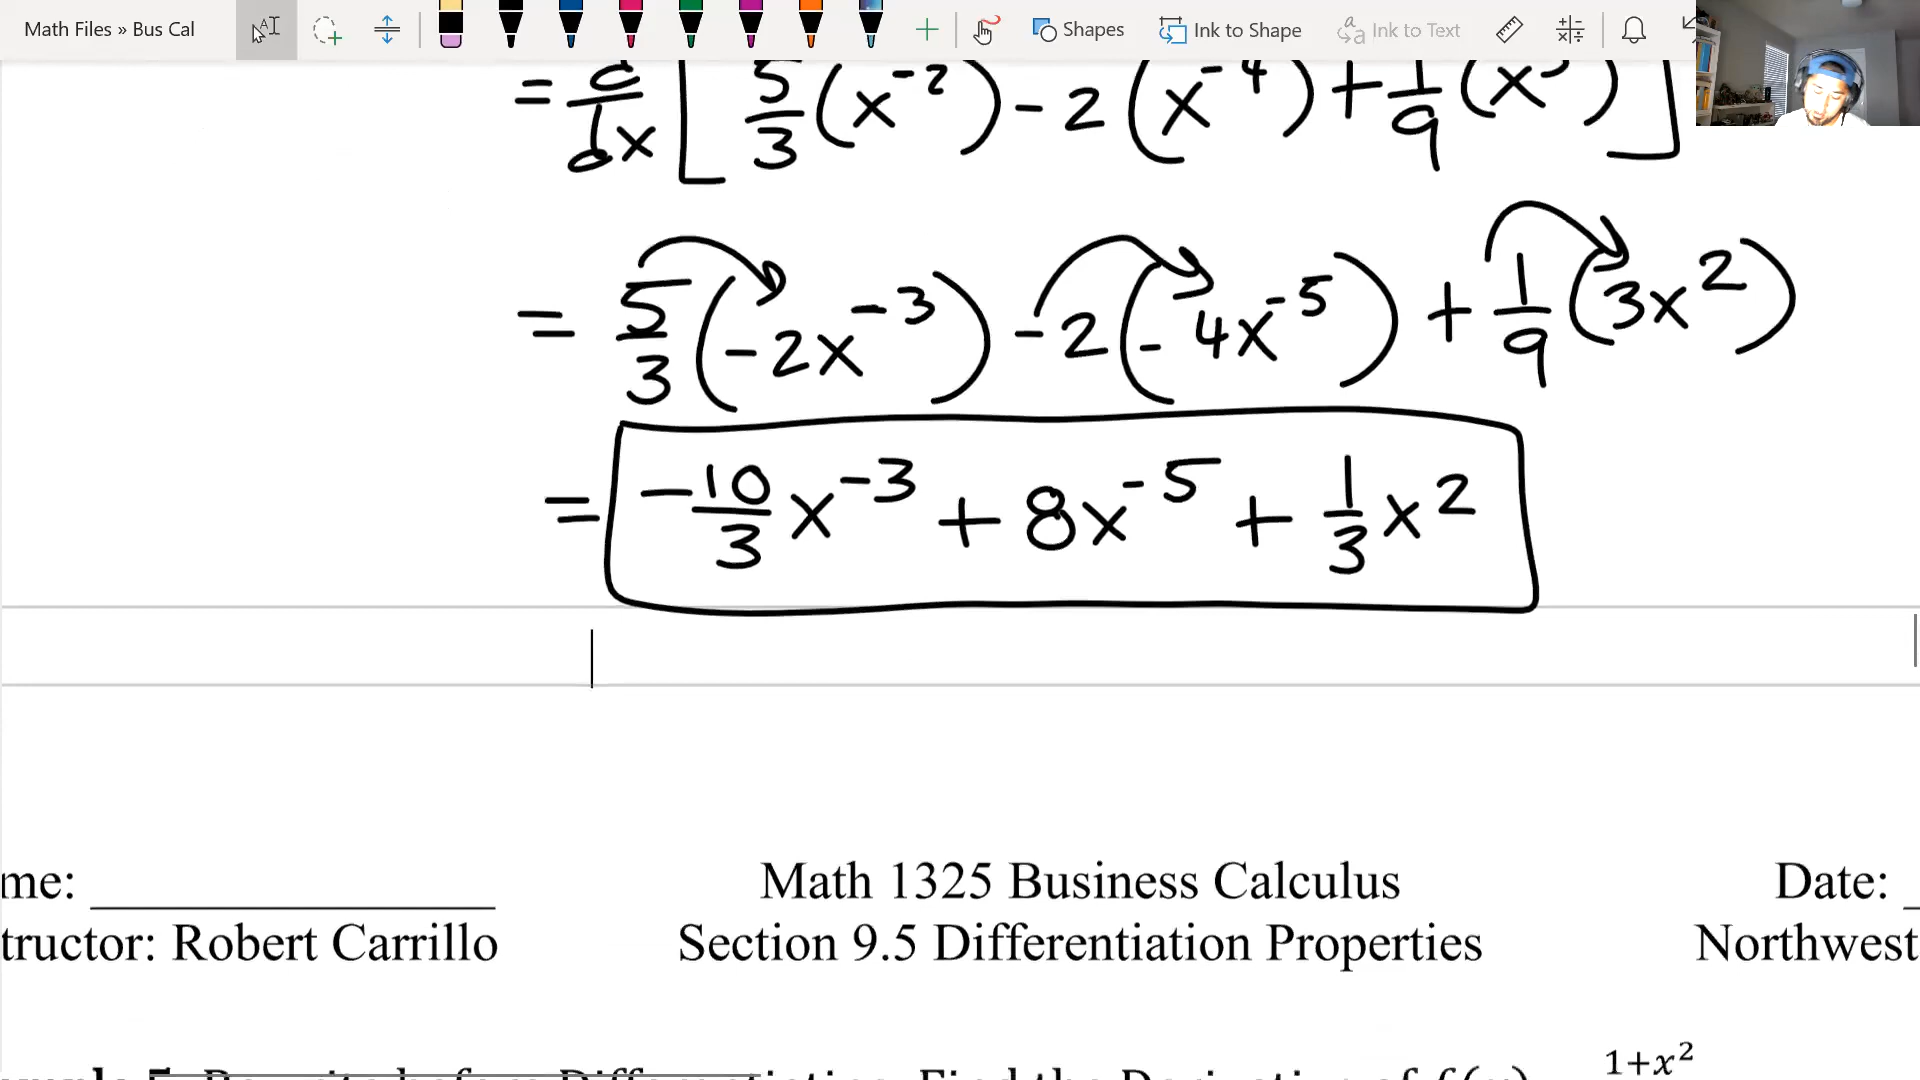 Math Files » Bus Cal
Shapes
Ink to Shape
Ink to Text
= d/dx [ 5/3 (x^-2) - 2 (x^-4) + 1/9 (x^3) ]
= 5/3 (-2x^-3) - 2 (-4x^-5) + 1/9 (3x^2)
= -10/3 x^-3 + 8x^-5 + 1/3 x^2
me: ________________ Math 1325 Business Calculus Date: _
tructor: Robert Carrillo Section 9.5 Differentiation Properties Northwest
1+x²